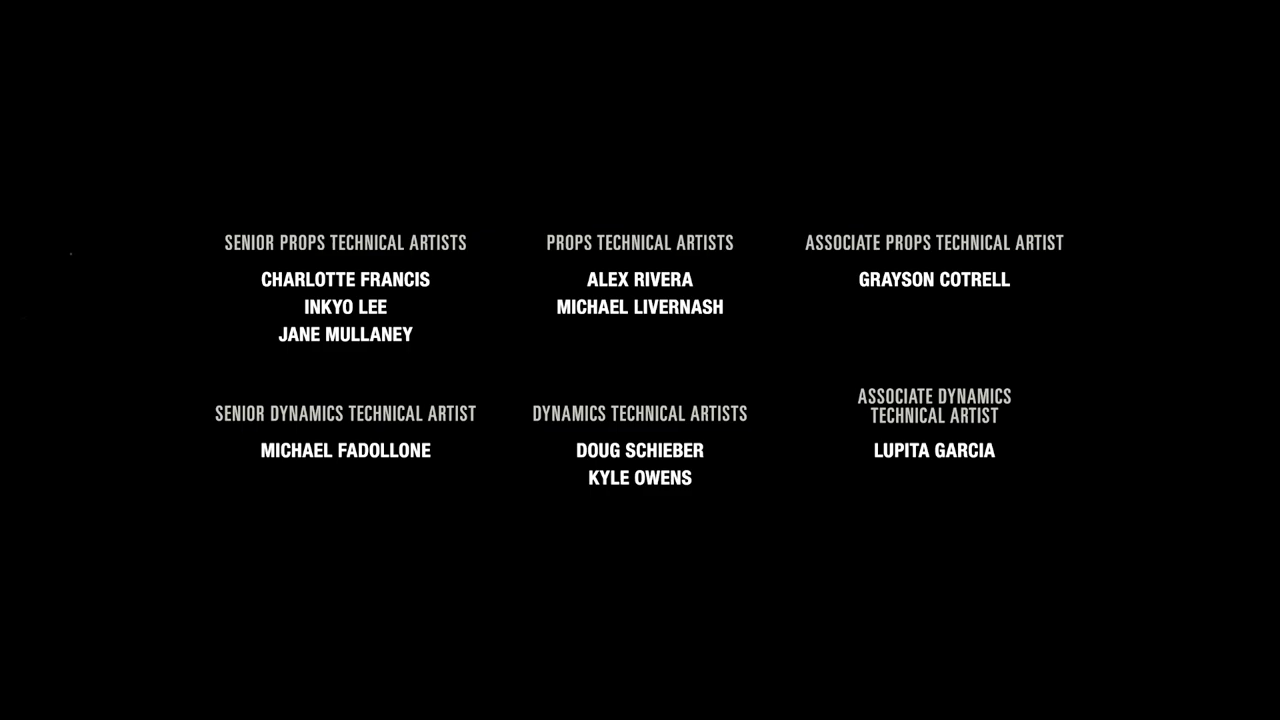 SENIOR PROPS TECHNICAL ARTISTS
CHARLOTTE FRANCIS
INKYO LEE
JANE MULLANEY
PROPS TECHNICAL ARTISTS
ALEX RIVERA
MICHAEL LIVERNASH
ASSOCIATE PROPS TECHNICAL ARTIST
GRAYSON COTRELL
SENIOR DYNAMICS TECHNICAL ARTIST
MICHAEL FADOLLONE
DYNAMICS TECHNICAL ARTISTS
DOUG SCHIEBER
KYLE OWENS
ASSOCIATE DYNAMICS
TECHNICAL ARTIST
LUPITA GARCIA